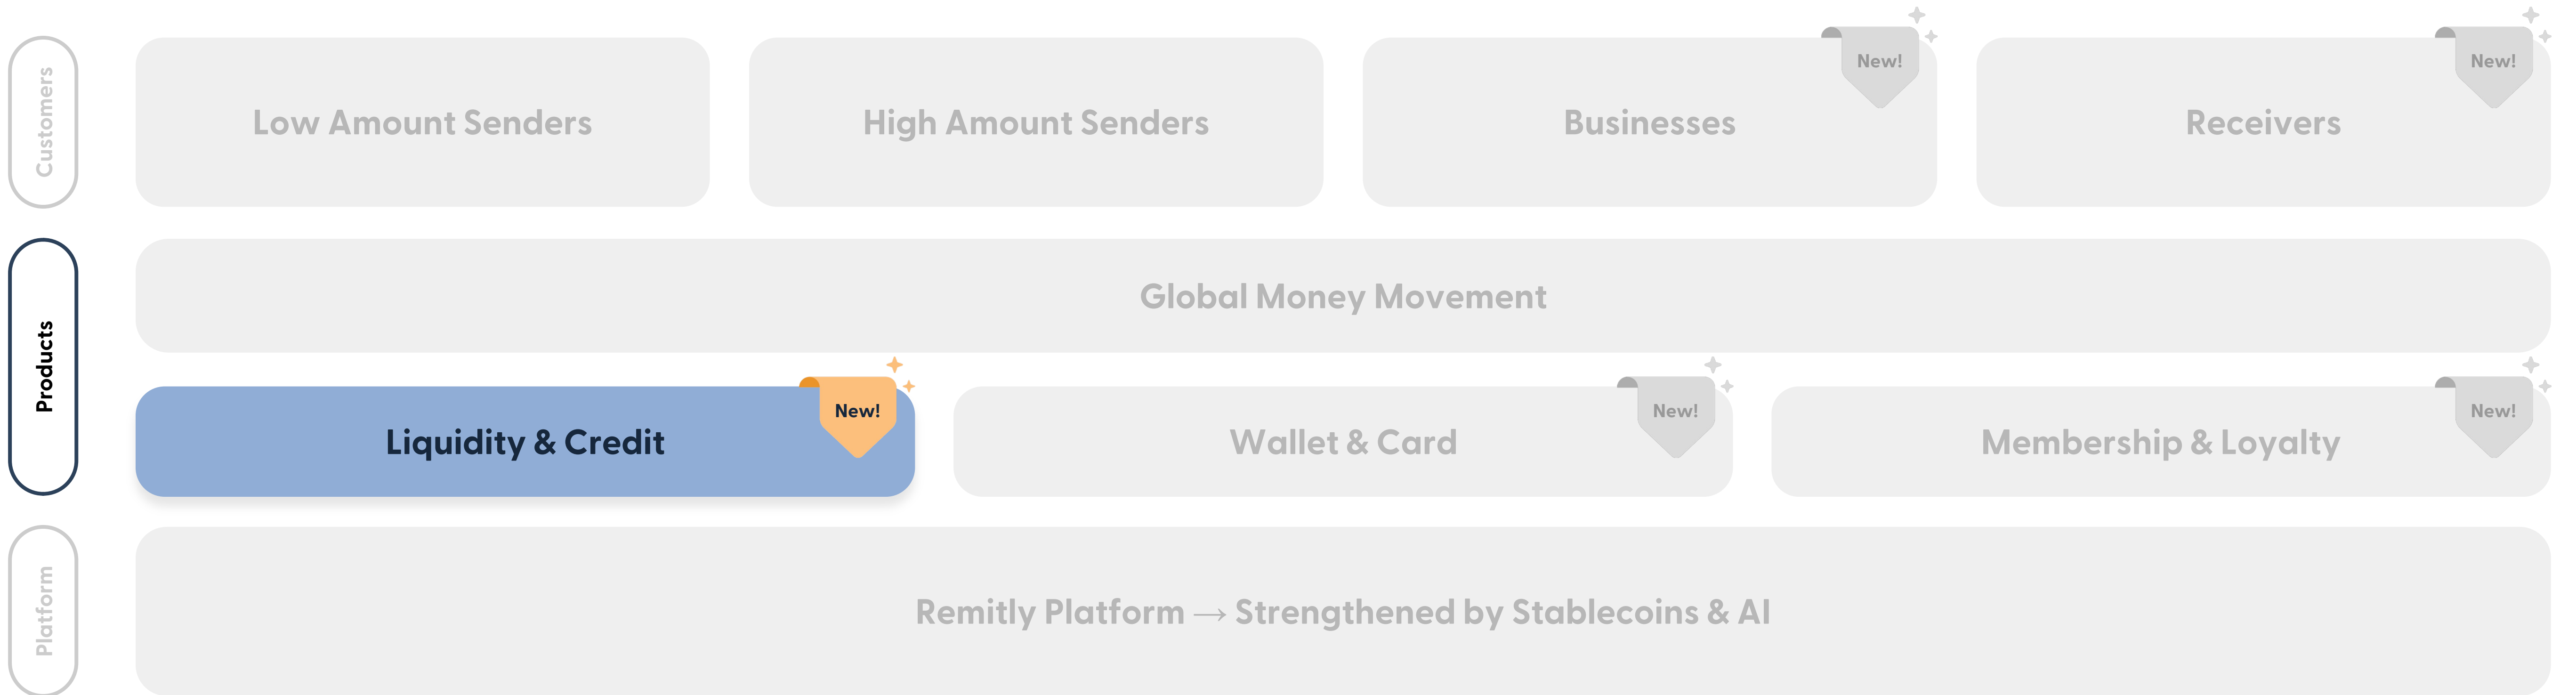 Customers
Low Amount Senders
High Amount Senders
Businesses
New!
Receivers
New!
Products
Global Money Movement
Liquidity & Credit
New!
Wallet & Card
New!
Membership & Loyalty
New!
Platform
Remitly Platform → Strengthened by Stablecoins & AI